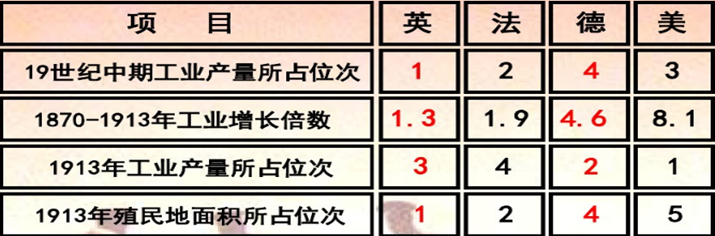 项 目 英 法 德 美
19世纪中期工业产量所占位次 1 2 4 3
1870-1913年工业增长倍数 1.3 1.9 4.6 8.1
1913年工业产量所占位次 3 4 2 1
1913年殖民地面积所占位次 1 2 4 5